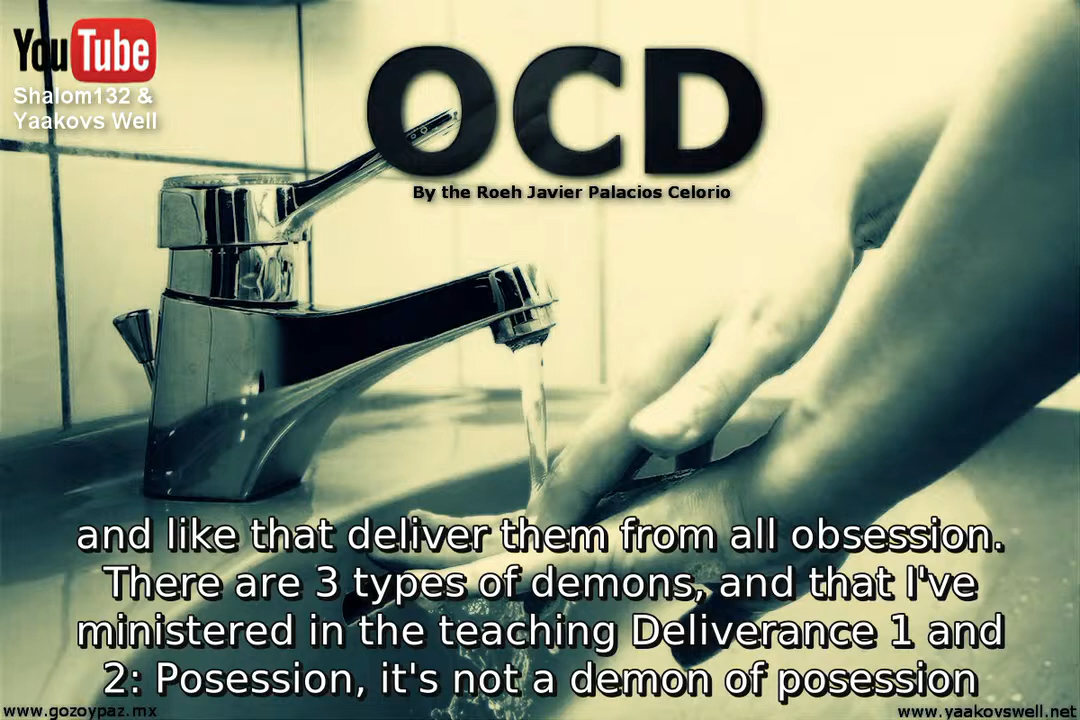 YouTube
Shalom132 &
Yaakovs Well
OCD
By the Roeh Javier Palacios Celorio
and like that deliver them from all obsession.
There are 3 types of demons, and that I've
ministered in the teaching Deliverance 1 and
2: Posession, it's not a demon of posession
www.gozoypaz.mx
www.yaakovswell.net